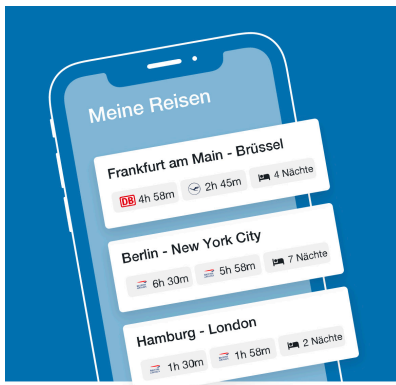 Meine Reisen
Frankfurt am Main - Brüssel
DB 4h 58m 2h 45m 4 Nächte
Berlin - New York City
6h 30m 5h 58m 7 Nächte
Hamburg - London
1h 30m 1h 58m 2 Nächte